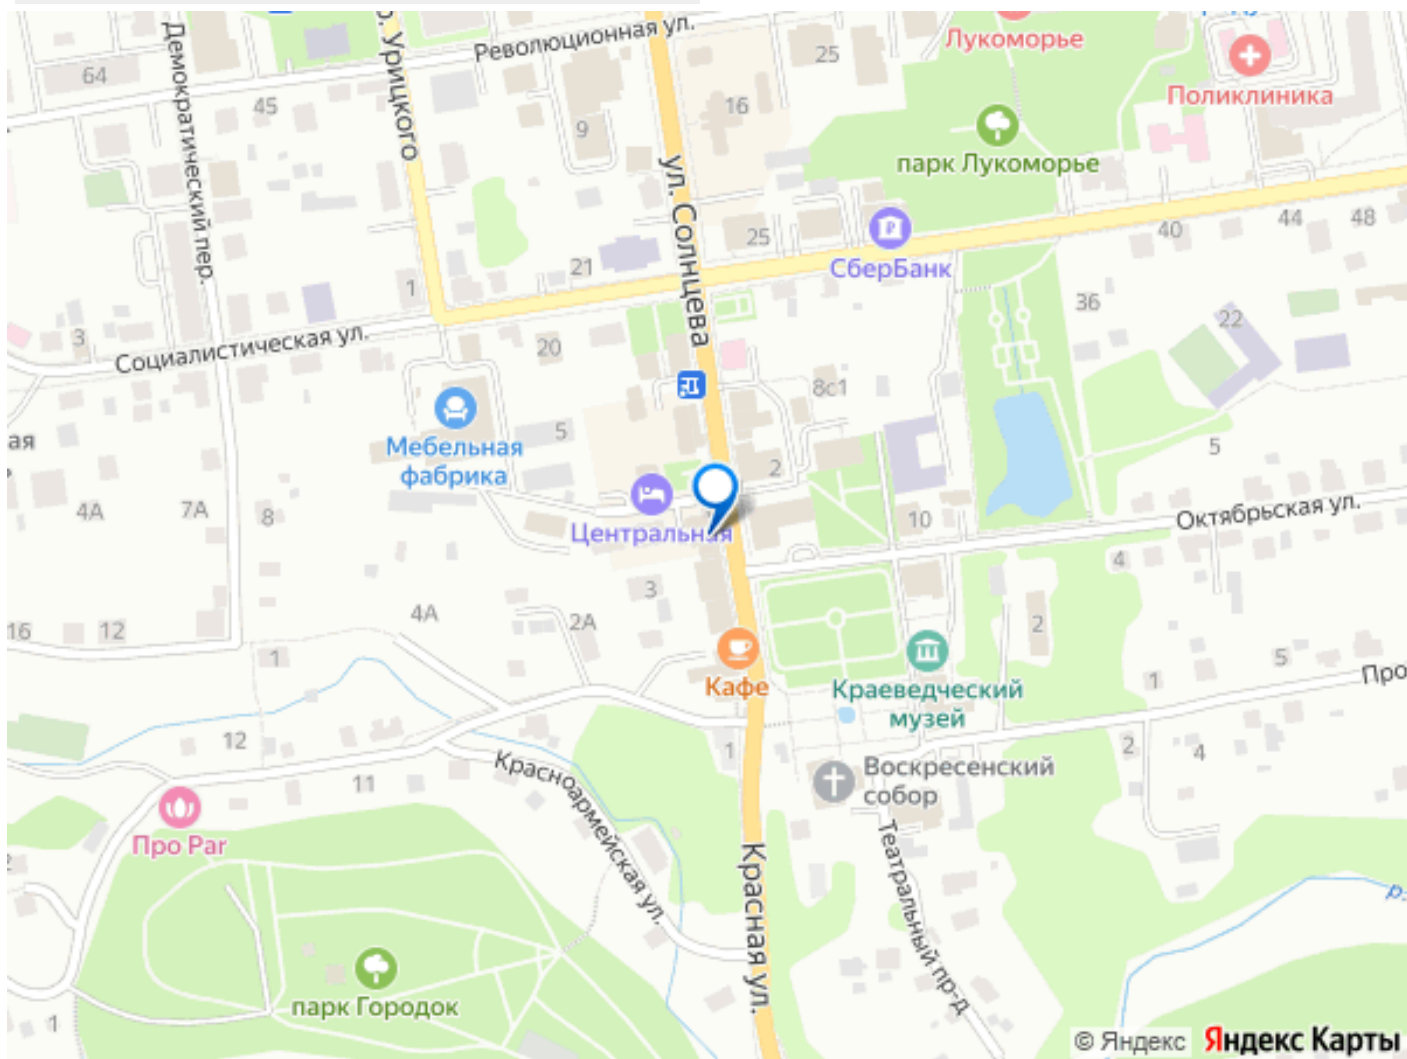 Революционная ул.
Лукоморье
25
64
45
Демократический пер.
Урицкого
9
16
Поликлиника
ул. Солнцева
парк Лукоморье
25
40
44
48
СберБанк
21
1
36
22
3
Социалистическая ул.
20
8с1
ая
5
Мебельная
фабрика
2
5
4А
7А
8
Центральная
10
Октябрьская ул.
4
3
4А
2А
2
16
12
1
Кафе
Краеведческий
музей
5
1
Про
12
1
2
4
11
Красноармейская ул.
Воскресенский
собор
Про Par
Театральный пр-д
Красная ул.
парк Городок
1
© Яндекс
Яндекс Карты